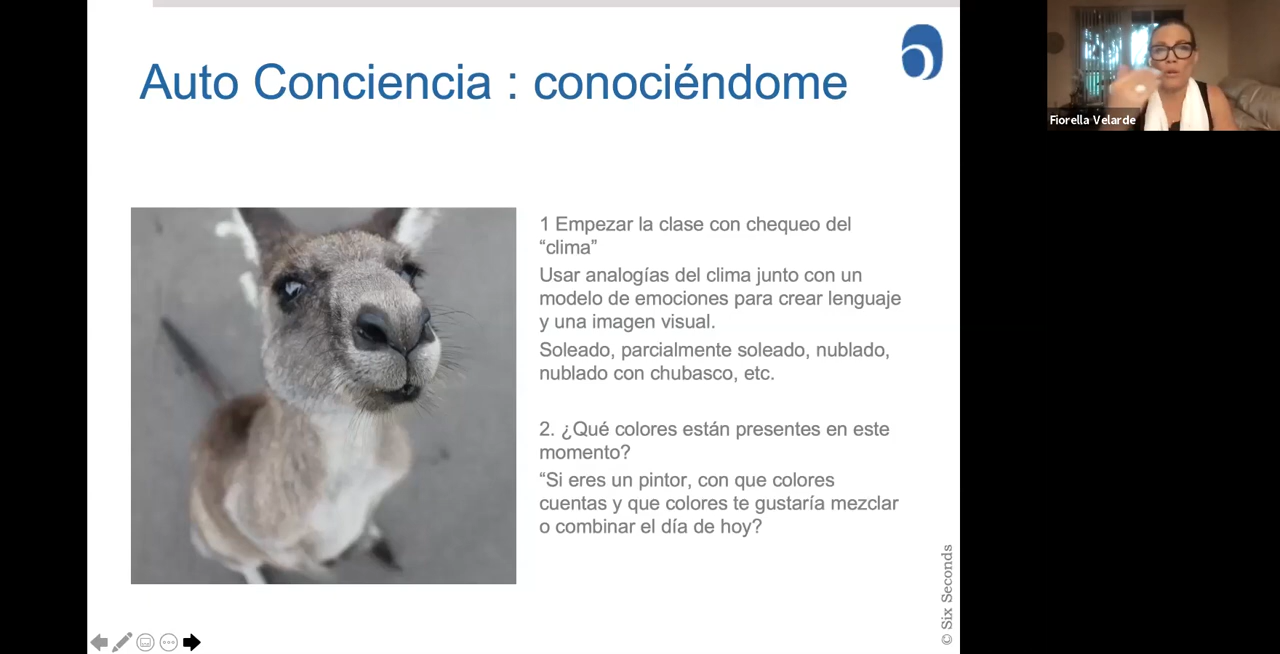 Auto Conciencia : conociéndome
1 Empezar la clase con chequeo del
“clima”
Usar analogías del clima junto con un
modelo de emociones para crear lenguaje
y una imagen visual.
Soleado, parcialmente soleado, nublado,
nublado con chubasco, etc.
2. ¿Qué colores están presentes en este
momento?
“Si eres un pintor, con que colores
cuentas y que colores te gustaría mezclar
o combinar el día de hoy?
© Six Seconds
Fiorella Velarde